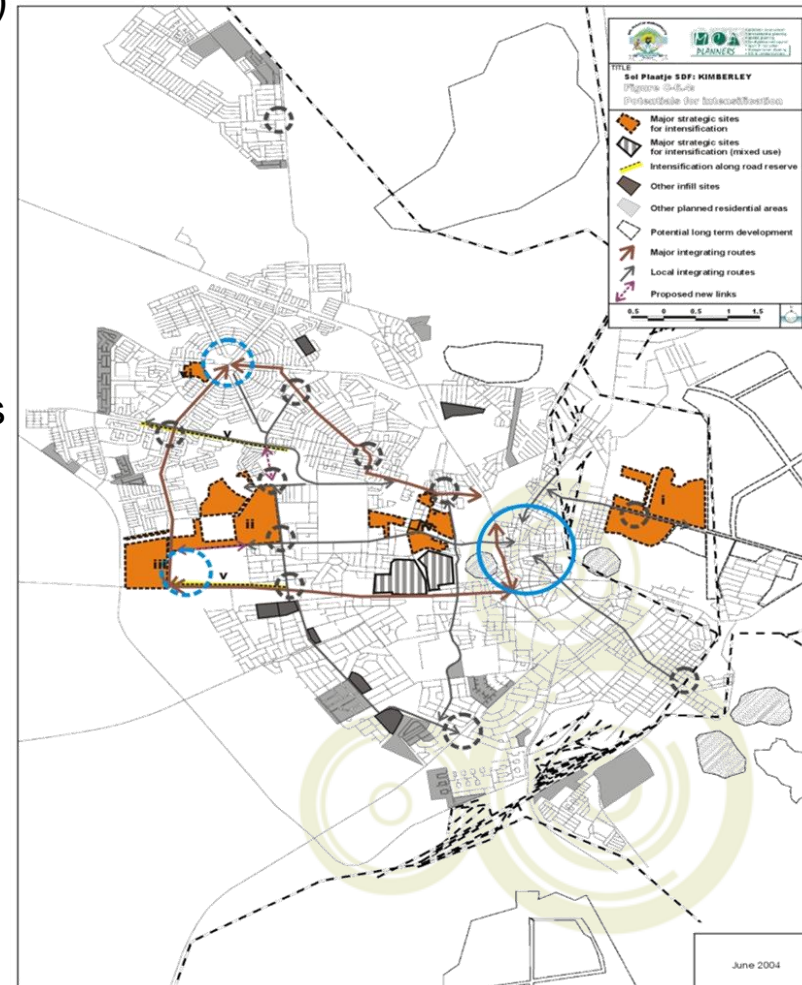 )
s
MOA
PLANNERS
TITLE
Sol Plaatje SDF: KIMBERLEY
Potentials for intensification
Major strategic sites
for intensification
Major strategic sites
for intensification (mixed use)
Intensification along road reserve
Other infill sites
Other planned residential areas
Potential long term development
Major integrating routes
Local integrating routes
Proposed new links
0.5 0 0.5 1 1.5
v
i
ii
iii
v
June 2004